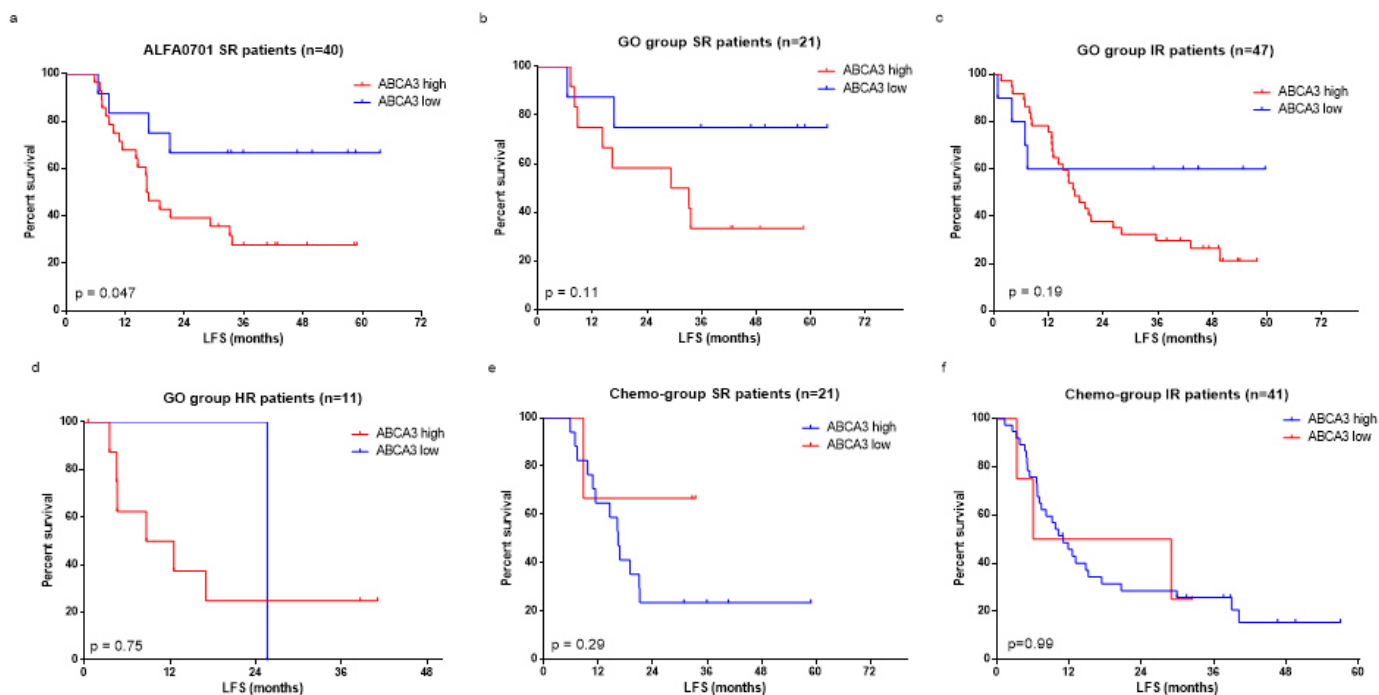 a
ALFA0701 SR patients (n=40)
ABCA3 high
ABCA3 low
Percent survival
100
80
60
40
20
0
p = 0.047
0 12 24 36 48 60 72
LFS (months)
b
GO group SR patients (n=21)
ABCA3 high
ABCA3 low
Percent survival
100
80
60
40
20
0
p = 0.11
0 12 24 36 48 60 72
LFS (months)
c
GO group IR patients (n=47)
ABCA3 high
ABCA3 low
Percent survival
100
80
60
40
20
0
p = 0.19
0 12 24 36 48 60 72
LFS (months)
d
GO group HR patients (n=11)
ABCA3 high
ABCA3 low
Percent survival
100
80
60
40
20
0
p = 0.75
0 12 24 36 48
LFS (months)
e
Chemo-group SR patients (n=21)
ABCA3 high
ABCA3 low
Percent survival
100
80
60
40
20
0
p = 0.29
0 12 24 36 48 60 72
LFS (months)
f
Chemo-group IR patients (n=41)
ABCA3 high
ABCA3 low
Percent survival
100
80
60
40
20
0
p=0.99
0 12 24 36 48 60
LFS (months)